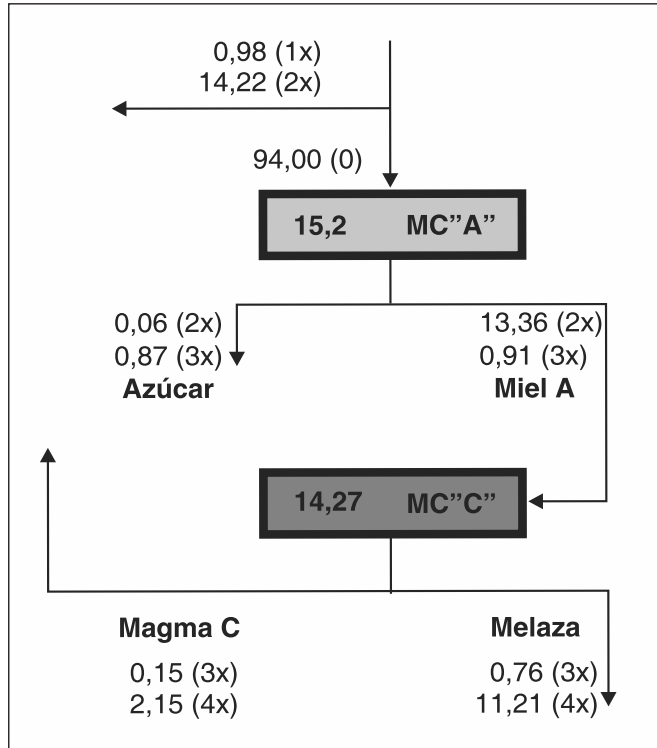 0,98 (1x)
14,22 (2x)
94,00 (0)
15,2 MC”A”
0,06 (2x)
0,87 (3x)
Azúcar
13,36 (2x)
0,91 (3x)
Miel A
14,27 MC”C”
Magma C
0,15 (3x)
2,15 (4x)
Melaza
0,76 (3x)
11,21 (4x)